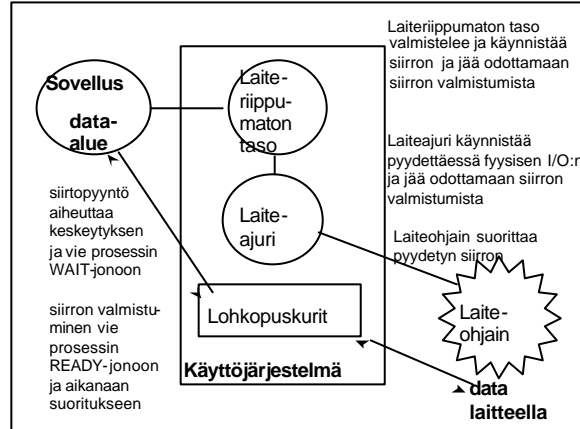 Laiteriippumaton taso
valmistelee ja käynnistää
siirron ja jää odottamaan
siirron valmistumista
Sovellus
data-
alue
Laite-
riippu-
maton
taso
Laiteajuri käynnistää
pyydettäessä fyysisen I/O:n
ja jää odottamaan siirron
valmistumista
siirtopyyntö
aiheuttaa
keskeytyksen
ja vie prosessin
WAIT-jonoon
Laite-
ajuri
Laiteohjain suorittaa
pyydetyn siirron
siirron valmistu-
minen vie
prosessin
READY-jonoon
ja aikanaan
suoritukseen
Lohkopuskurit
Laite-
ohjain
Käyttöjärjestelmä
data
laitteella